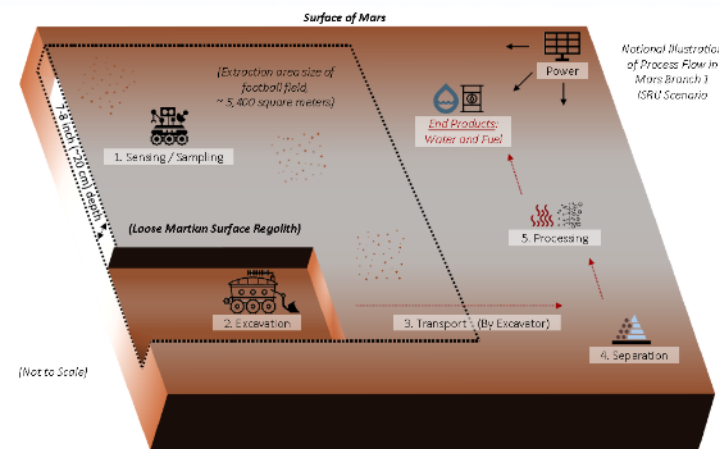 Surface of Mars
Notional Illustration
of Process Flow in
Mars Branch 1
ISRU Scenario
Power
(Extraction area size of
football field,
~ 5,400 square meters)
End Products:
Water and Fuel
1. Sensing / Sampling
7-8 inch (~20 cm) depth
(Loose Martian Surface Regolith)
5. Processing
2. Excavation
3. Transport (By Excavator)
4. Separation
(Not to Scale)